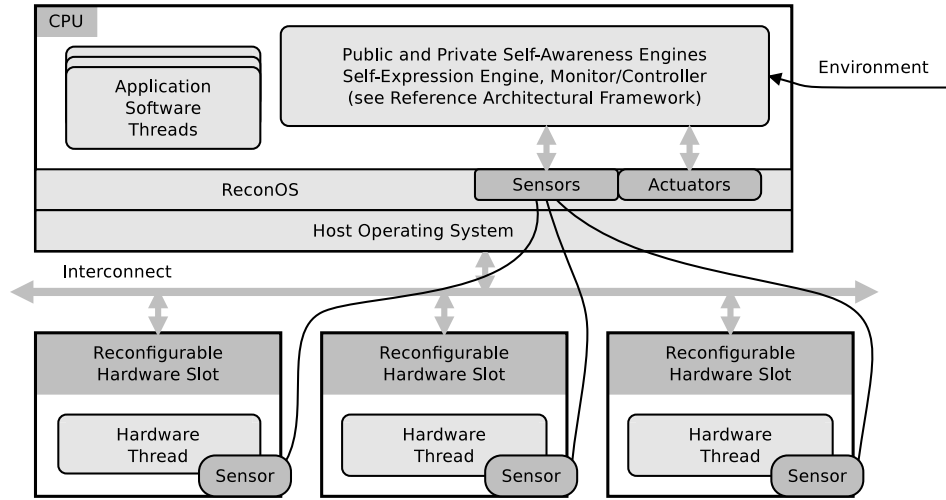 CPU
Application
Software
Threads
Public and Private Self-Awareness Engines
Self-Expression Engine, Monitor/Controller
(see Reference Architectural Framework)
Environment
ReconOS
Sensors
Actuators
Host Operating System
Interconnect
Reconfigurable
Hardware Slot
Hardware
Thread
Sensor
Reconfigurable
Hardware Slot
Hardware
Thread
Sensor
Reconfigurable
Hardware Slot
Hardware
Thread
Sensor